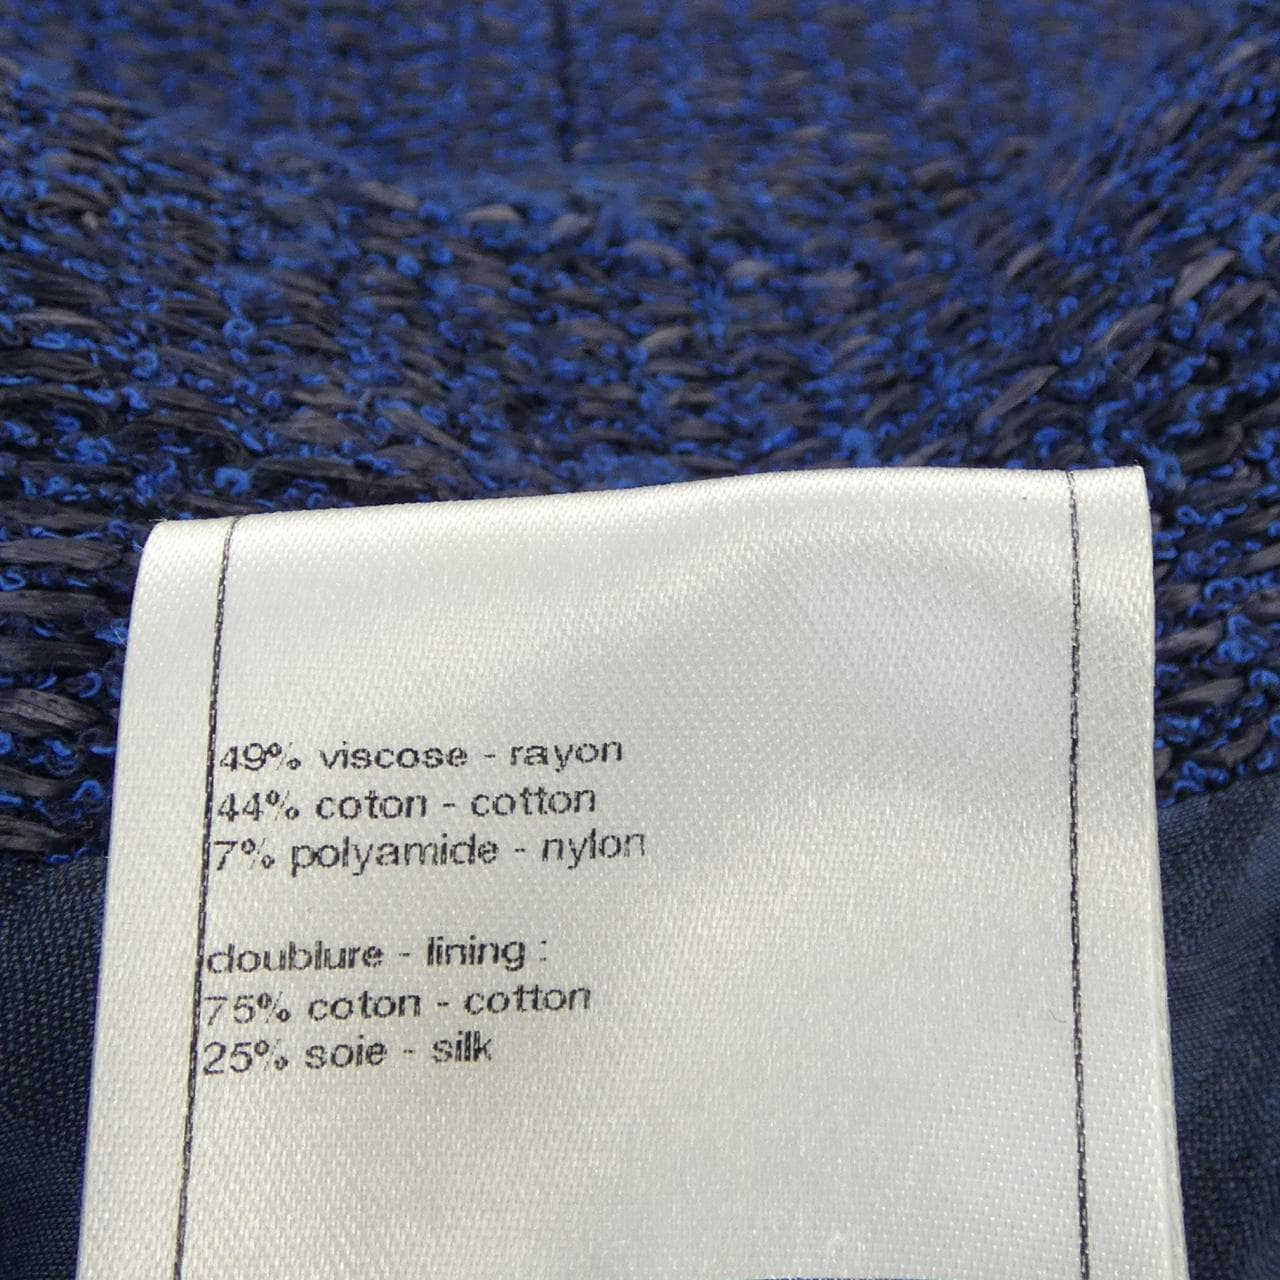 49% viscose - rayon
44% coton - cotton
7% polyamide - nylon
doublure - lining :
75% coton - cotton
25% soie - silk